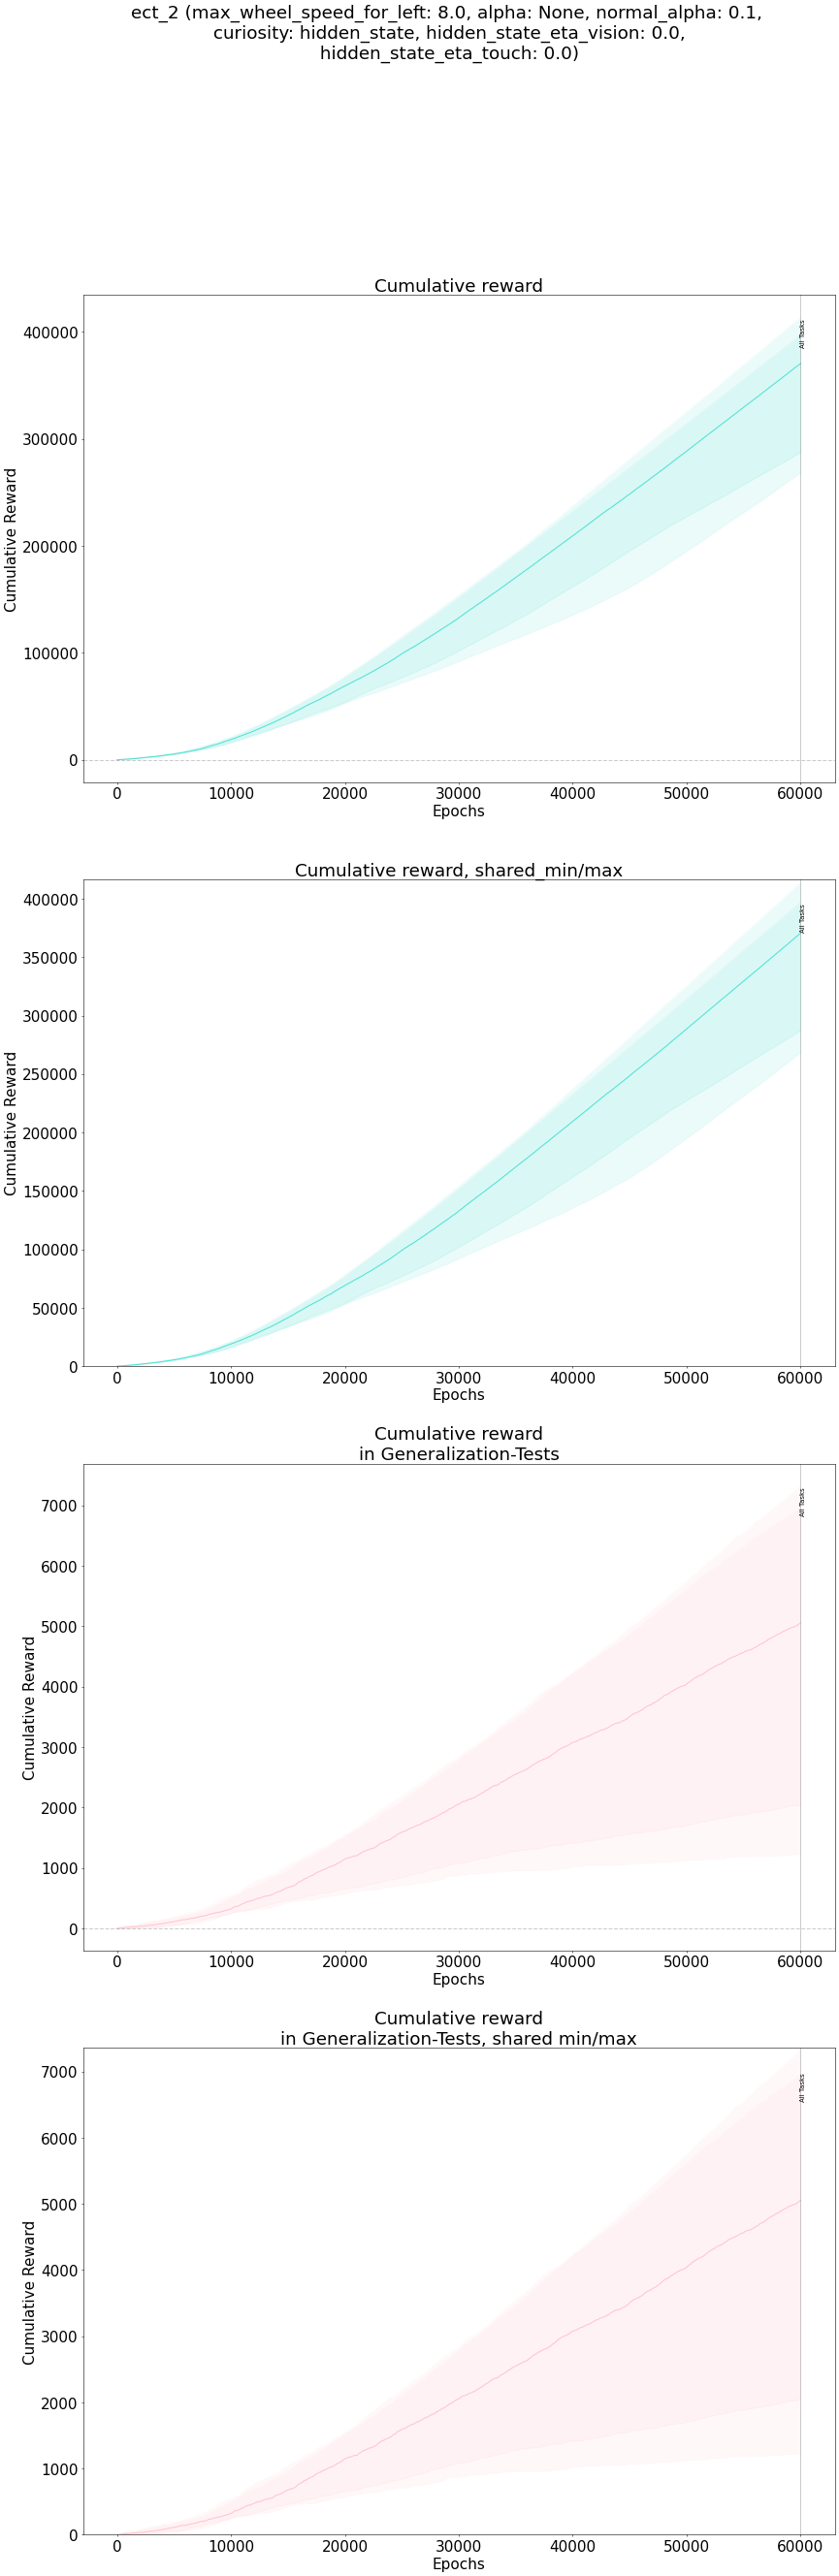 ect_2 (max_wheel_speed_for_left: 8.0, alpha: None, normal_alpha: 0.1,
curiosity: hidden_state, hidden_state_eta_vision: 0.0,
hidden_state_eta_touch: 0.0)
Cumulative reward
All Tasks
400000
300000
200000
100000
0
Cumulative Reward
0 10000 20000 30000 40000 50000 60000
Epochs
Cumulative reward, shared_min/max
All Tasks
400000
350000
300000
250000
200000
150000
100000
50000
0
Cumulative Reward
0 10000 20000 30000 40000 50000 60000
Epochs
Cumulative reward
in Generalization-Tests
All Tasks
7000
6000
5000
4000
3000
2000
1000
0
Cumulative Reward
0 10000 20000 30000 40000 50000 60000
Epochs
Cumulative reward
in Generalization-Tests, shared min/max
All Tasks
7000
6000
5000
4000
3000
2000
1000
0
Cumulative Reward
0 10000 20000 30000 40000 50000 60000
Epochs